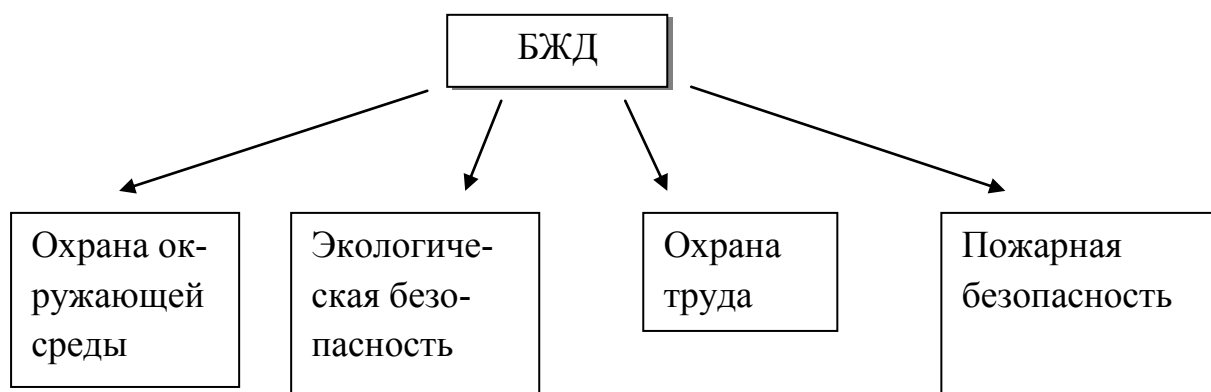 БЖД
Охрана ок-
ружающей
среды
Экологиче-
ская безо-
пасность
Охрана
труда
Пожарная
безопасность